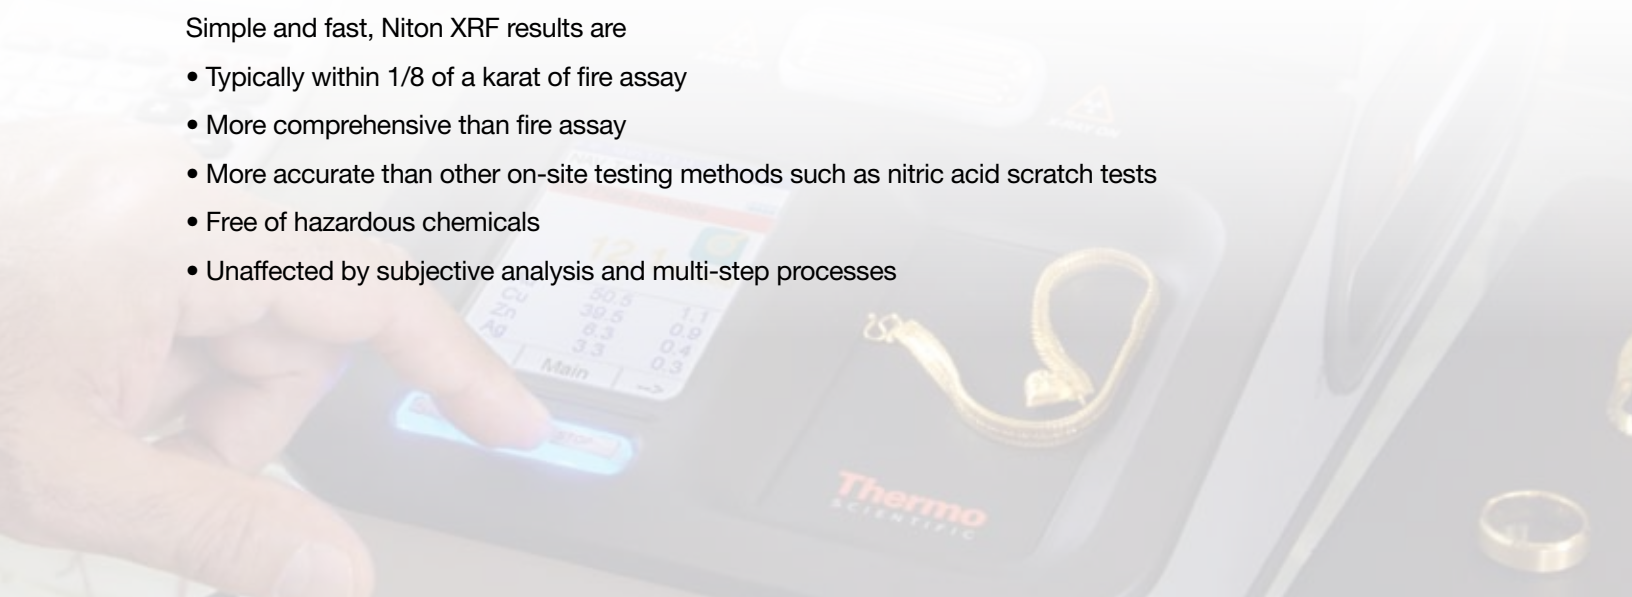 Simple and fast, Niton XRF results are
• Typically within 1/8 of a karat of fire assay
• More comprehensive than fire assay
• More accurate than other on-site testing methods such as nitric acid scratch tests
• Free of hazardous chemicals
• Unaffected by subjective analysis and multi-step processes
12.1
50.5 1.1
Cu 39.5 0.9
Zn 6.3 0.4
Ag 3.3 0.3
Main -->
Thermo
SCIENTIFIC